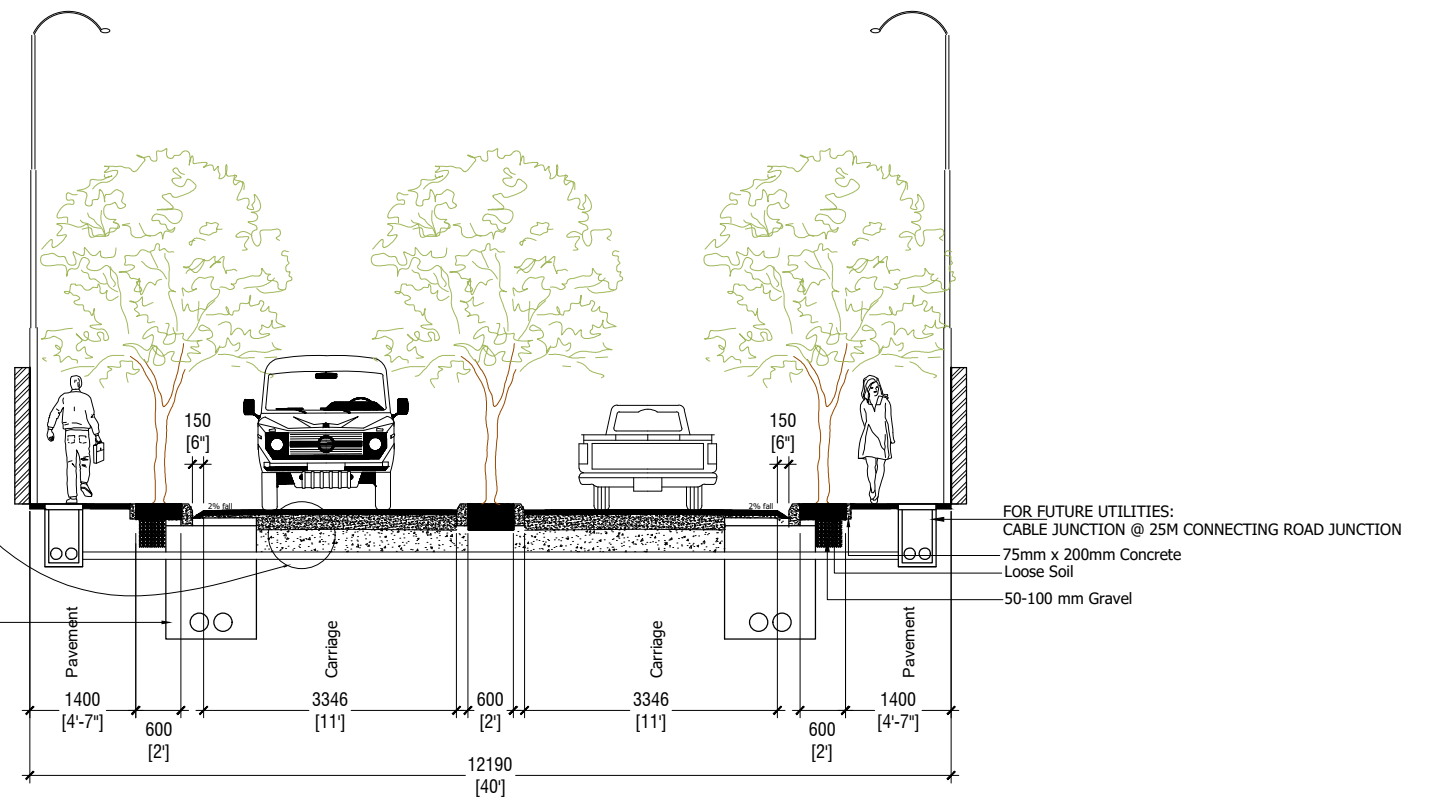 150
[6"]
150
[6"]
2% fall
2% fall
FOR FUTURE UTILITIES:
CABLE JUNCTION @ 25M CONNECTING ROAD JUNCTION
75mm x 200mm Concrete
Loose Soil
50-100 mm Gravel
Pavement
Carriage
Carriage
Pavement
1400
[4'-7"]
3346
[11']
600
[2']
3346
[11']
1400
[4'-7"]
600
[2']
600
[2']
12190
[40']